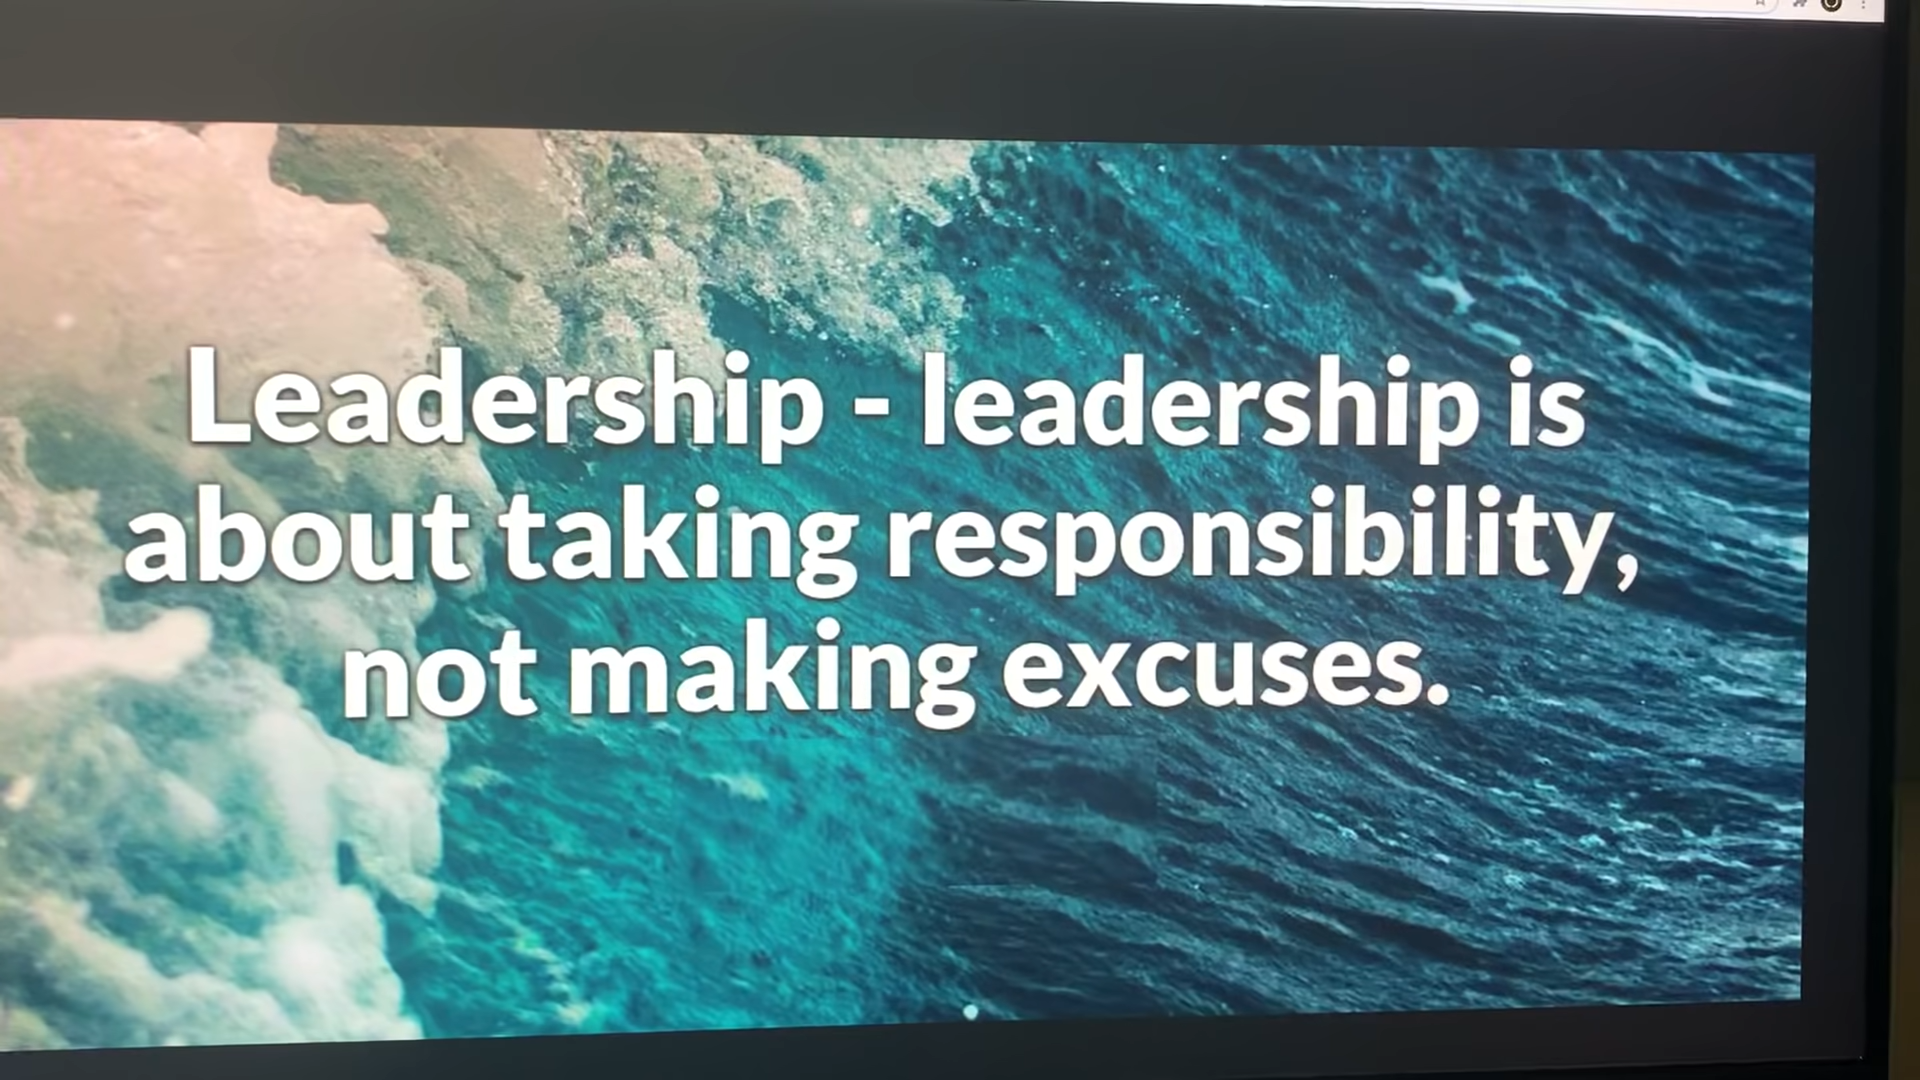 Leadership - leadership is
about taking responsibility,
not making excuses.